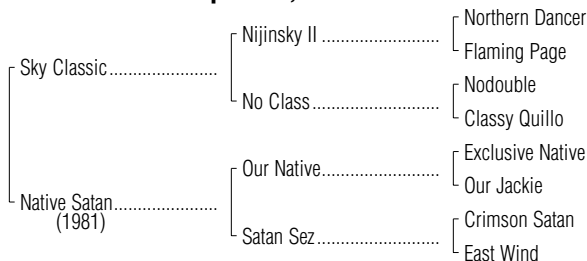 Northern Dancer
Nijinsky II ............................
Flaming Page
Sky Classic..........................
Nodouble
No Class..............................
Classy Quillo
Exclusive Native
Our Native...........................
Our Jackie
Native Satan.........................
(1981)
Crimson Satan
Satan Sez.............................
East Wind